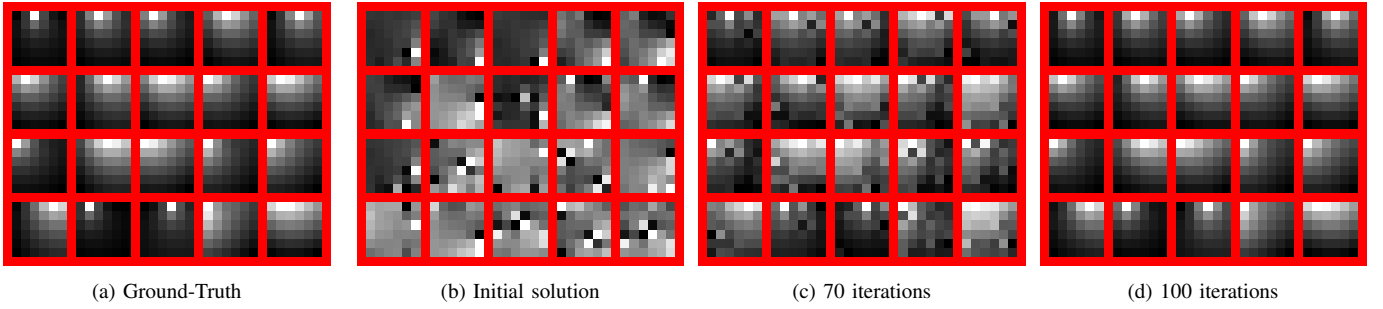 (a) Ground-Truth
(b) Initial solution
(c) 70 iterations
(d) 100 iterations